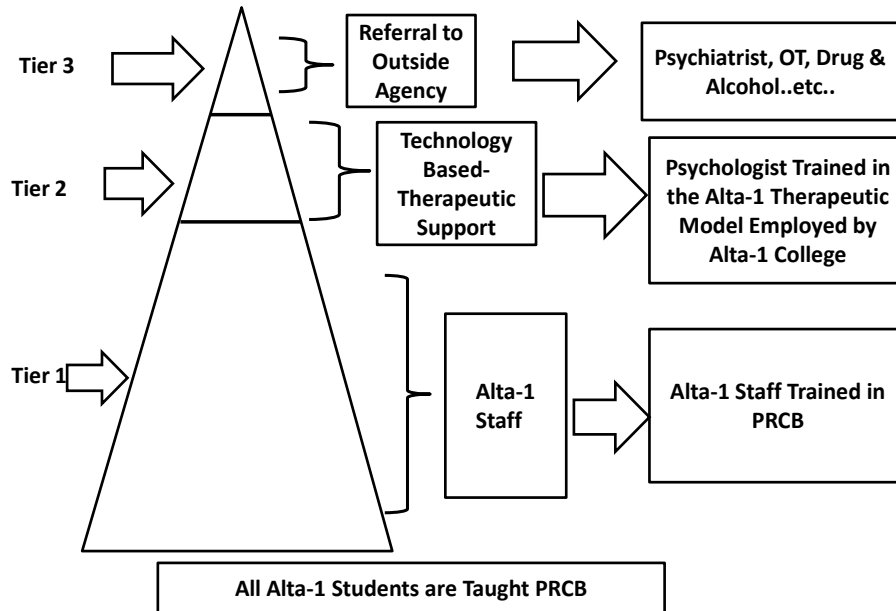 Tier 3
Referral to
Outside
Agency
Psychiatrist, OT, Drug &
Alcohol..etc..
Tier 2
Technology
Based-
Therapeutic
Support
Psychologist Trained in
the Alta-1 Therapeutic
Model Employed by
Alta-1 College
Tier 1
Alta-1
Staff
Alta-1 Staff Trained in
PRCB
All Alta-1 Students are Taught PRCB